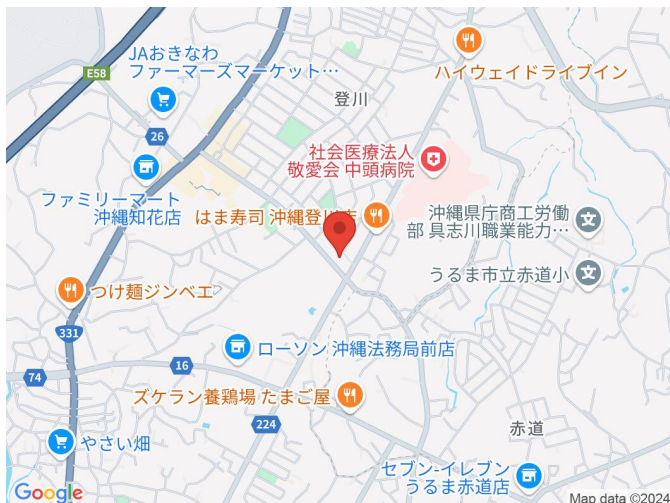 JAおきなわ
ファーマーズマーケット…
E58
ハイウェイドライブイン
登川
26
社会医療法人
敬愛会 中頭病院
ファミリーマート
沖縄知花店
はま寿司 沖縄登川店
沖縄県庁商工労働
部 具志川職業能力…
うるま市立赤道小
つけ麺ジンベエ
331
ローソン 沖縄法務局前店
16
74
ズケラン養鶏場 たまご屋
224
赤道
やさい畑
セブン-イレブン
うるま赤道店
Google
Map data ©2024